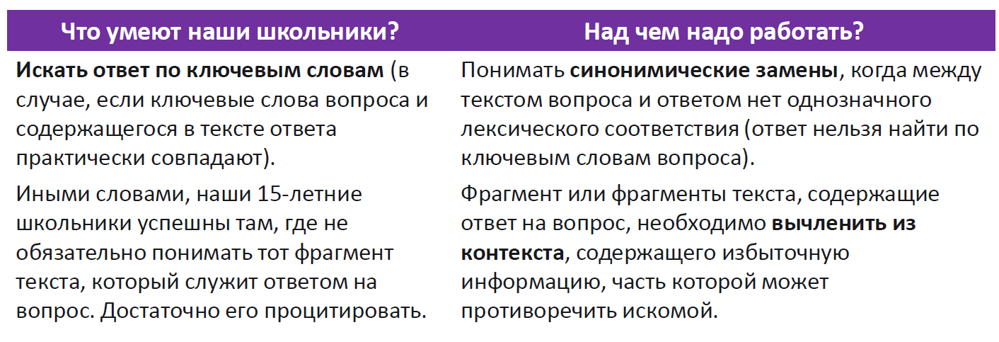 Что умеют наши школьники?
Над чем надо работать?
Искать ответ по ключевым словам (в
случае, если ключевые слова вопроса и
содержащегося в тексте ответа
практически совпадают).
Иными словами, наши 15-летние
школьники успешны там, где не
обязательно понимать тот фрагмент
текста, который служит ответом на
вопрос. Достаточно его процитировать.
Понимать синонимические замены, когда между
текстом вопроса и ответом нет однозначного
лексического соответствия (ответ нельзя найти по
ключевым словам вопроса).
Фрагмент или фрагменты текста, содержащие
ответ на вопрос, необходимо вычленить из
контекста, содержащего избыточную
информацию, часть которой может
противоречить искомой.